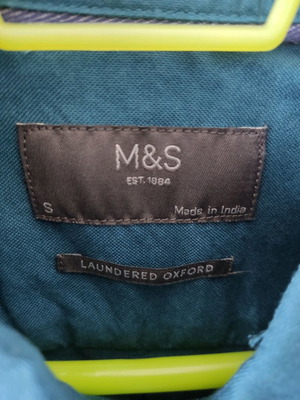 M&S
EST. 1884
S Made in India
LAUNDERED OXFORD